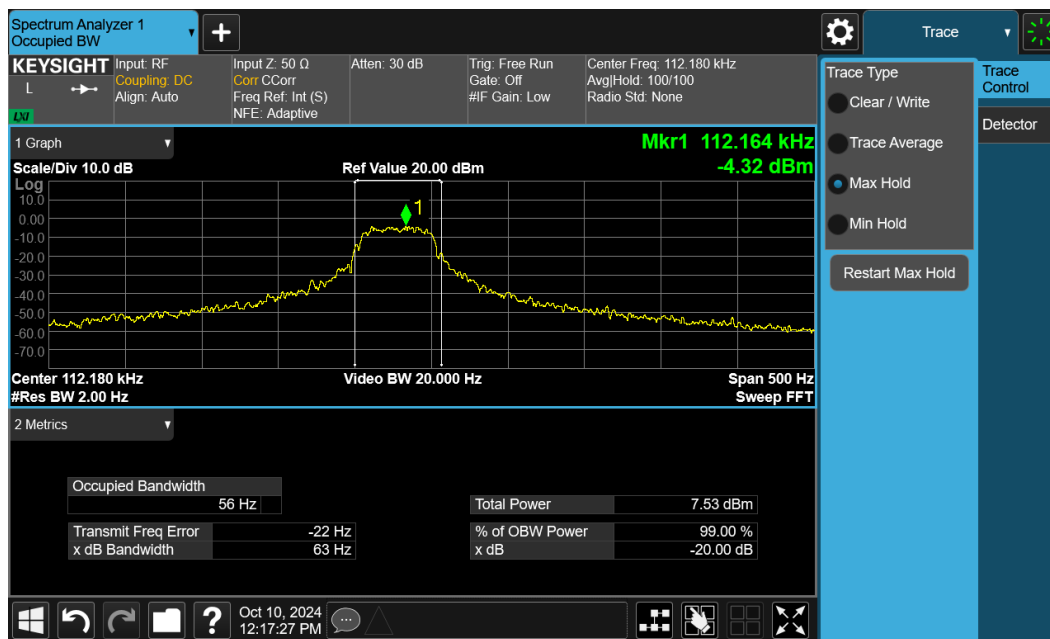 Spectrum Analyzer 1
Occupied BW
Trace
KEYSIGHT
L
LXI
Input: RF
Coupling: DC
Align: Auto
Input Z: 50 Ω
Corr CCorr
Freq Ref: Int (S)
NFE: Adaptive
Atten: 30 dB
Trig: Free Run
Gate: Off
#IF Gain: Low
Center Freq: 112.180 kHz
Avg|Hold: 100/100
Radio Std: None
Trace Type
Clear / Write
Trace Average
Max Hold
Min Hold
Restart Max Hold
Trace
Control
Detector
1 Graph
Mkr1 112.164 kHz
Scale/Div 10.0 dB
Ref Value 20.00 dBm
-4.32 dBm
Log
10.0
0.00
-10.0
-20.0
-30.0
-40.0
-50.0
-60.0
-70.0
1
Center 112.180 kHz
Video BW 20.000 Hz
Span 500 Hz
#Res BW 2.00 Hz
Sweep FFT
2 Metrics
Occupied Bandwidth
56 Hz
Total Power 7.53 dBm
Transmit Freq Error -22 Hz
% of OBW Power 99.00 %
x dB Bandwidth 63 Hz
x dB -20.00 dB
?
Oct 10, 2024
12:17:27 PM